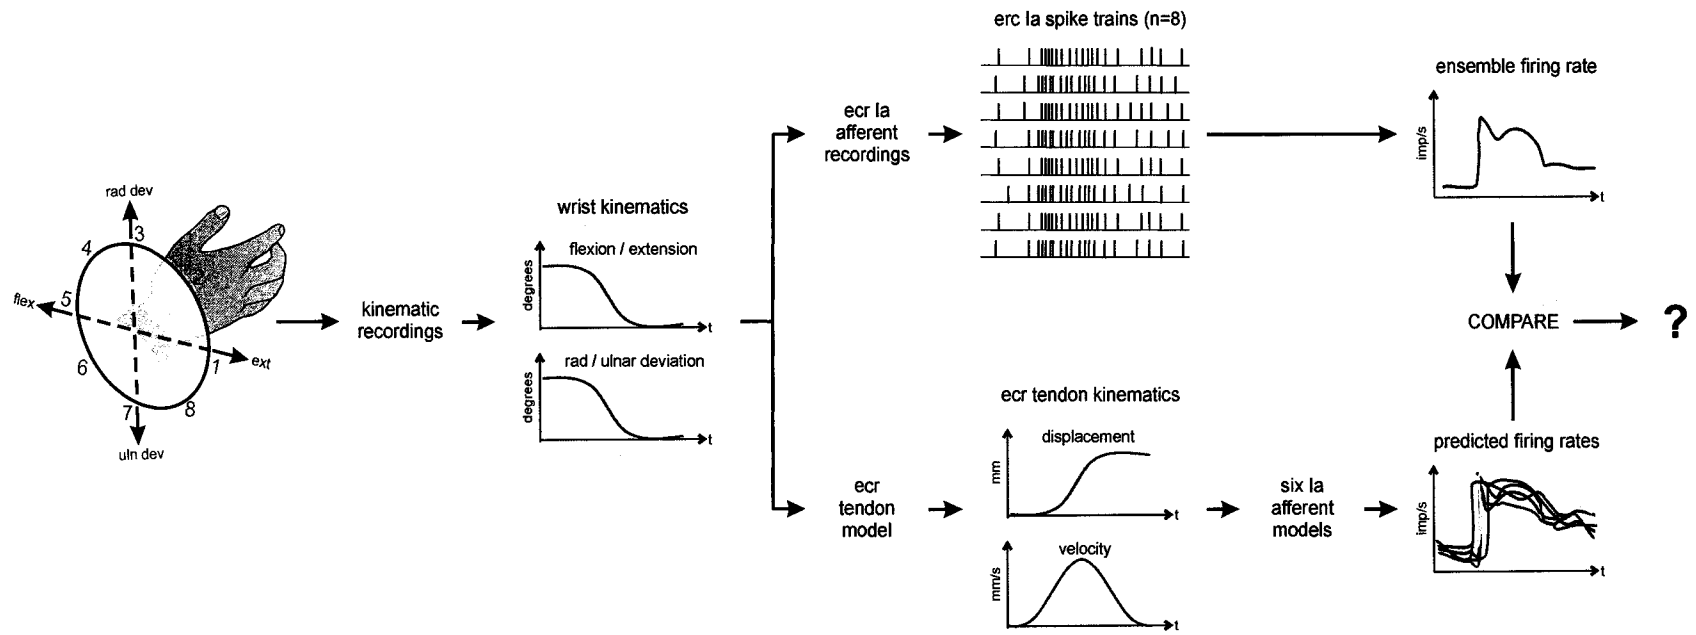 rad dev
3
4
5
flex
6
7
8
1
ext
uln dev
kinematic
recordings
wrist kinematics
flexion / extension
degrees
t
rad / ulnar deviation
degrees
t
ecr Ia
afferent
recordings
erc Ia spike trains (n=8)
ensemble firing rate
imp/s
t
ecr
tendon
model
ecr tendon kinematics
displacement
mm
t
velocity
mm/s
t
six Ia
afferent
models
predicted firing rates
imp/s
t
COMPARE
?